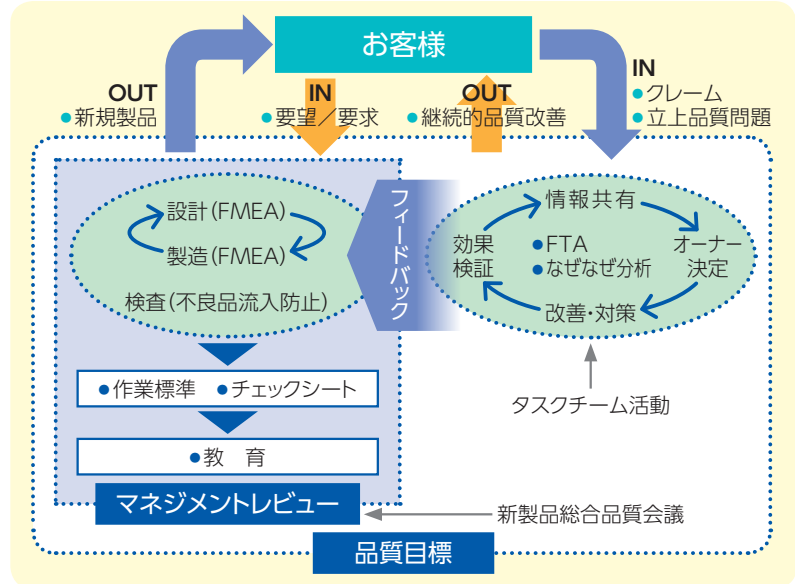 お客様
OUT
●新規製品
IN
●要望／要求
OUT
●継続的品質改善
IN
●クレーム
●立上品質問題
設計(FMEA)
製造(FMEA)
検査(不良品流入防止)
フィードバック
情報共有
効果
検証
●FTA
●なぜなぜ分析
オーナー
決定
改善・対策
●作業標準 ●チェックシート
タスクチーム活動
●教　育
マネジメントレビュー
新製品総合品質会議
品質目標